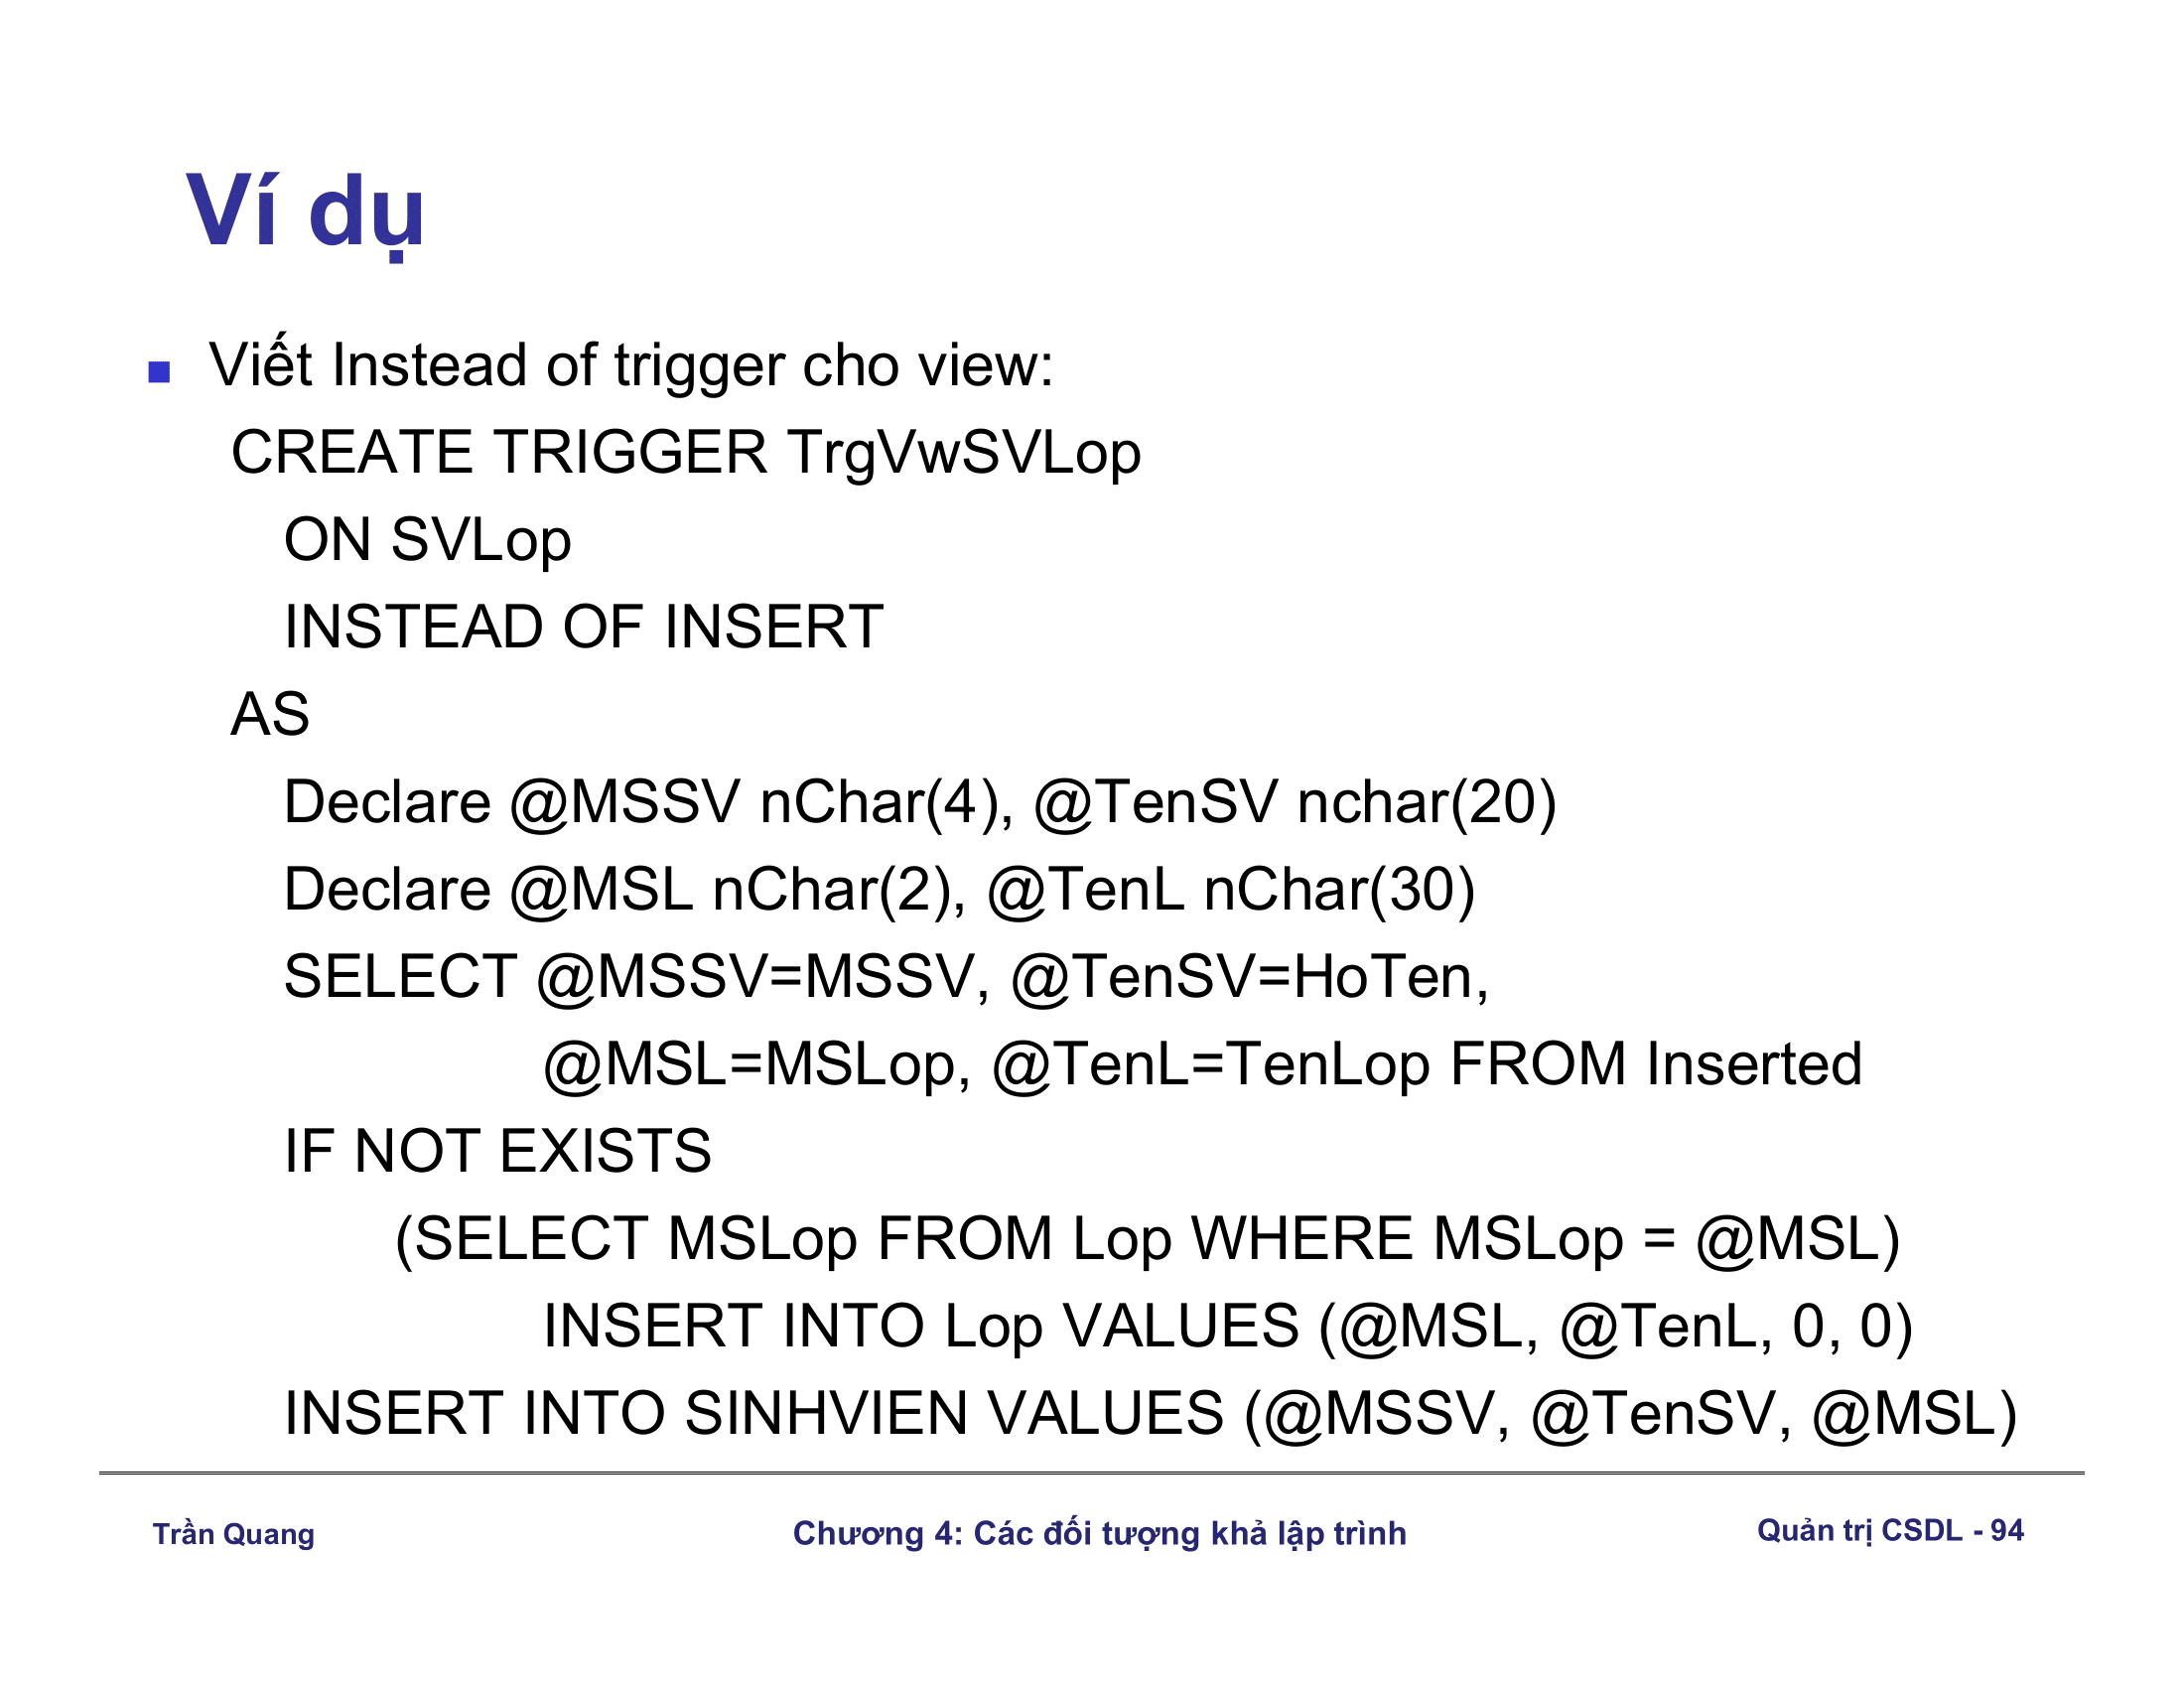 Ví dụ
Viết Instead of trigger cho view:
CREATE TRIGGER TrgVwSVLop
ON SVLop
INSTEAD OF INSERT
AS
Declare @MSSV nChar(4), @TenSV nchar(20)
Declare @MSL nChar(2), @TenL nChar(30)
SELECT @MSSV=MSSV, @TenSV=HoTen,
@MSL=MSLop, @TenL=TenLop FROM Inserted
IF NOT EXISTS
(SELECT MSLop FROM Lop WHERE MSLop = @MSL)
INSERT INTO Lop VALUES (@MSL, @TenL, 0, 0)
INSERT INTO SINHVIEN VALUES (@MSSV, @TenSV, @MSL)
Trần Quang
Chương 4: Các đối tượng khả lập trình
Quản trị CSDL - 94